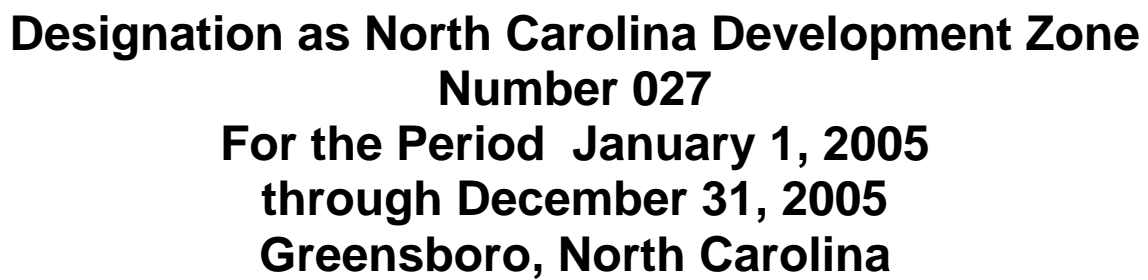 Designation as North Carolina Development Zone
Number 027
For the Period  January 1, 2005
through December 31, 2005
Greensboro, North Carolina